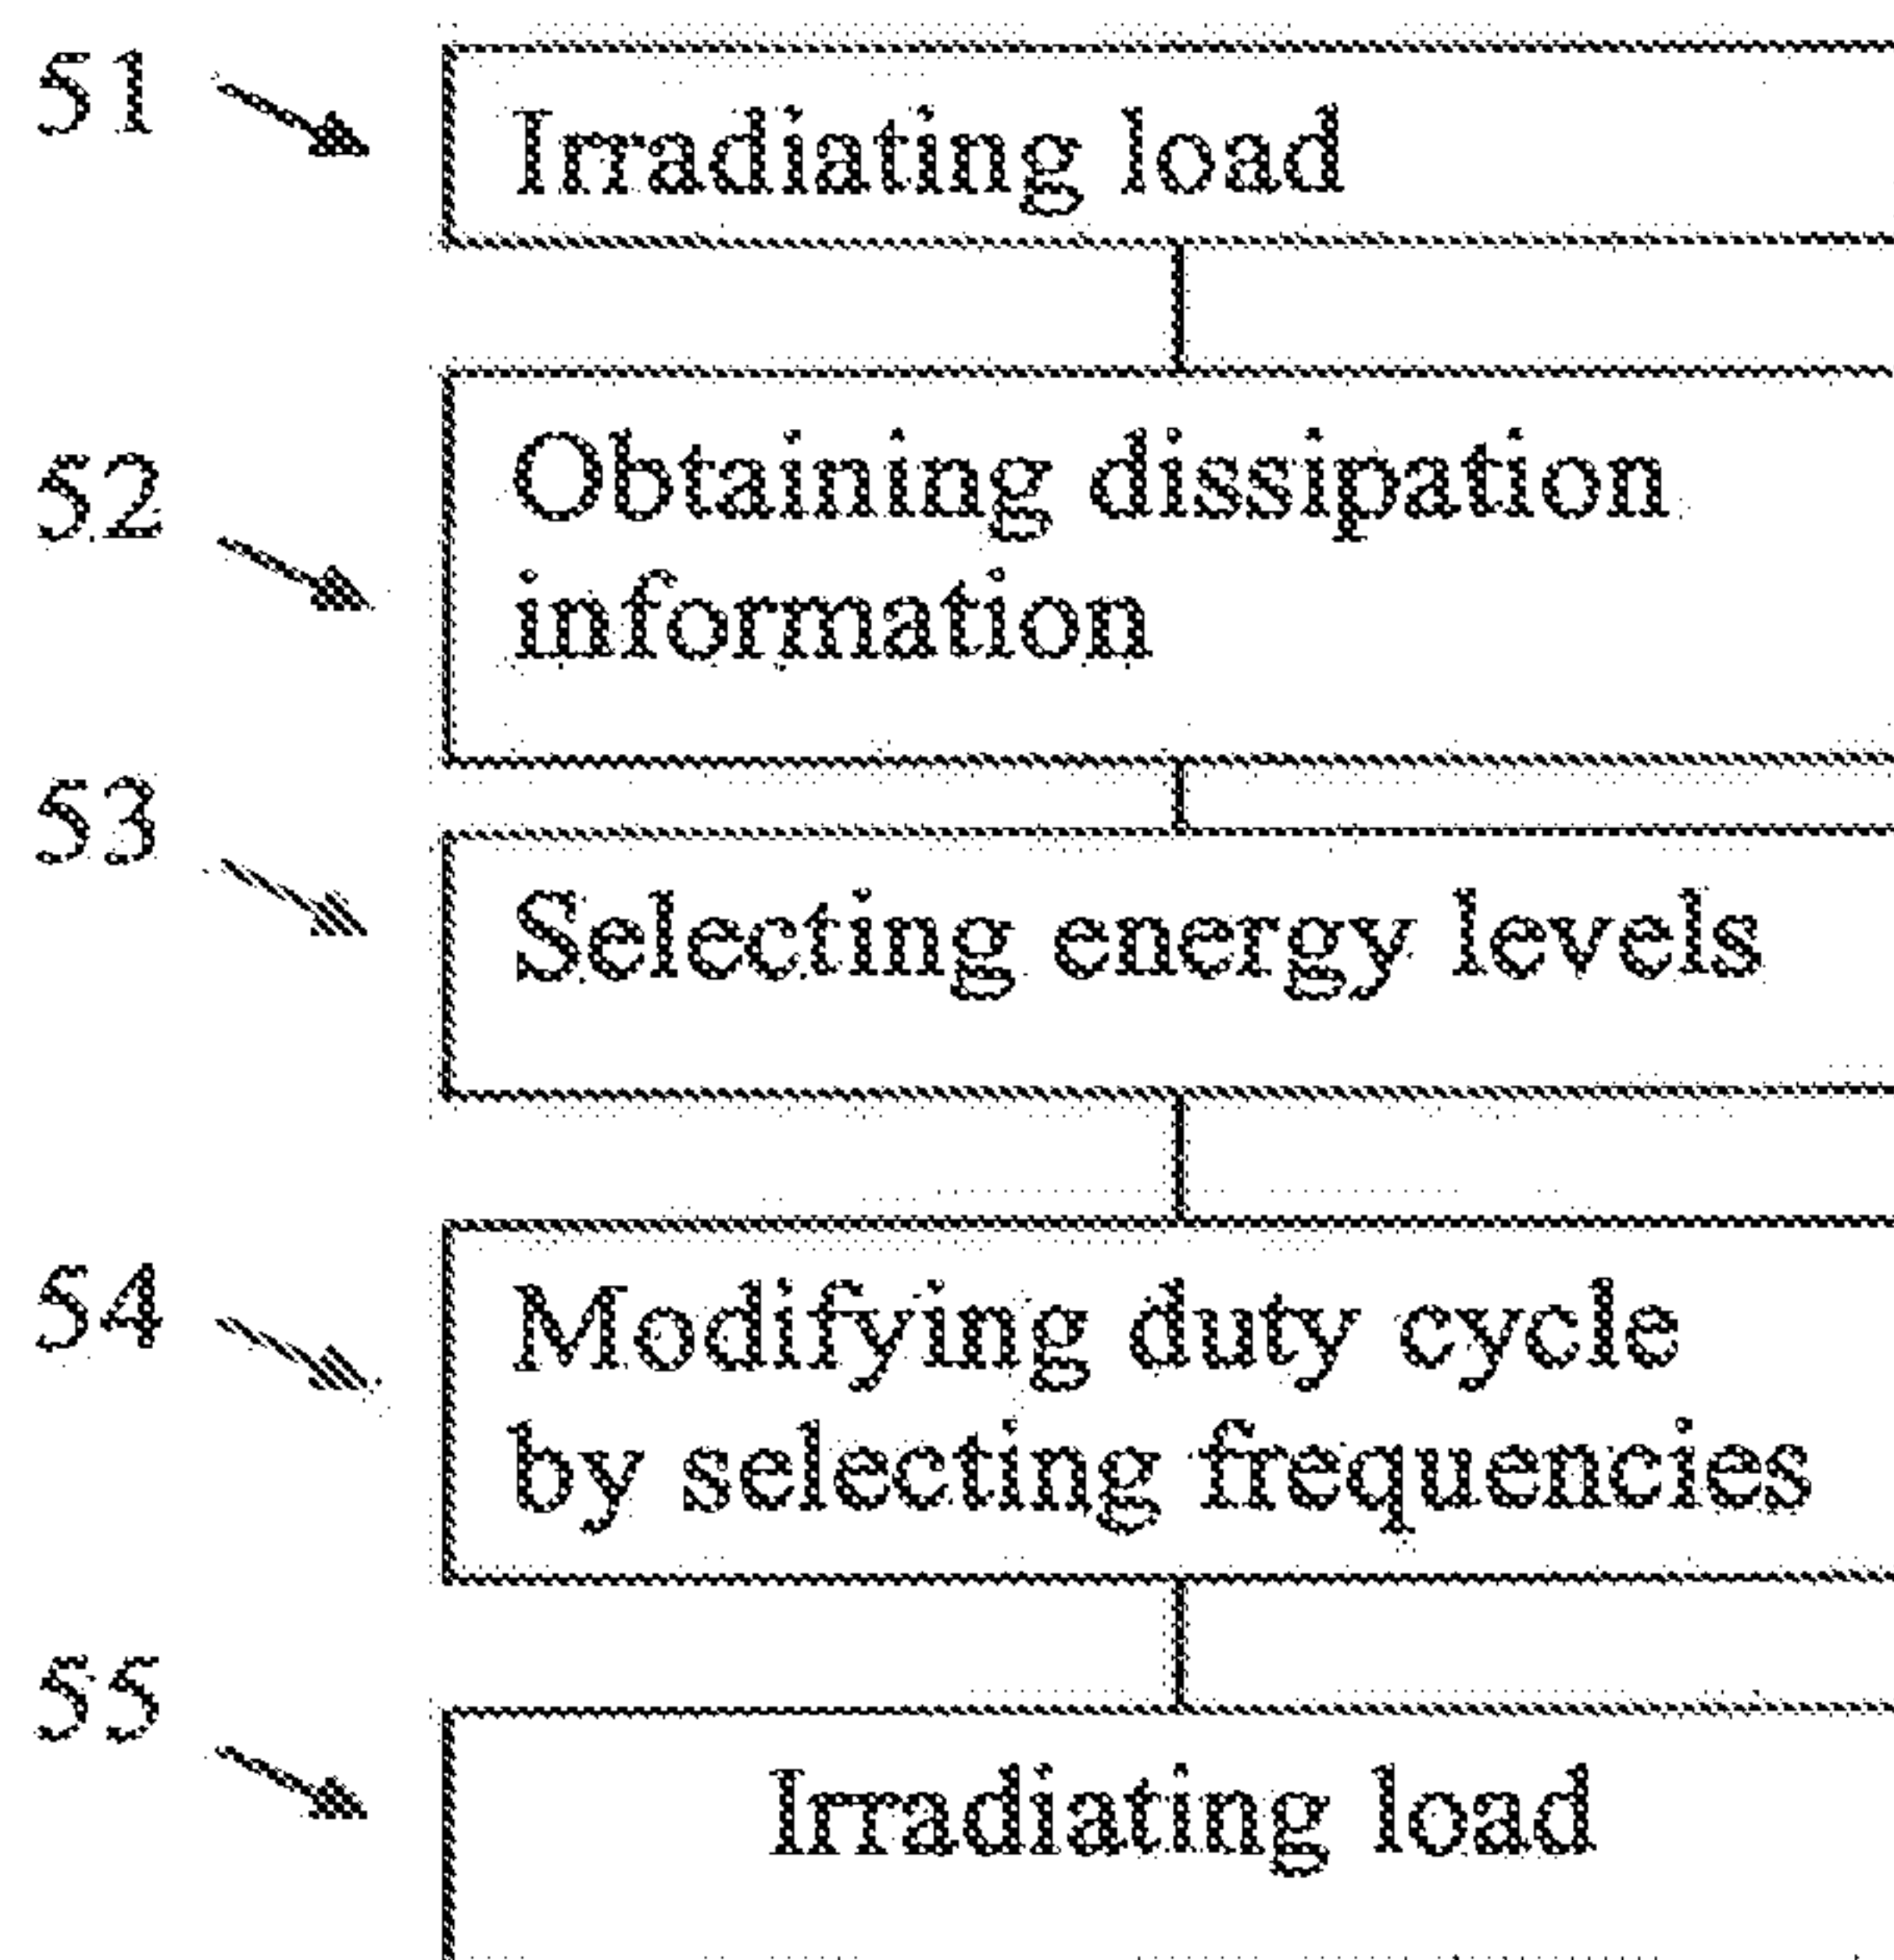 51
Irradiating load
52
Obtaining dissipation
information
53
Selecting energy levels
54
Modifying duty cycle
by selecting frequencies
55
Irradiating load